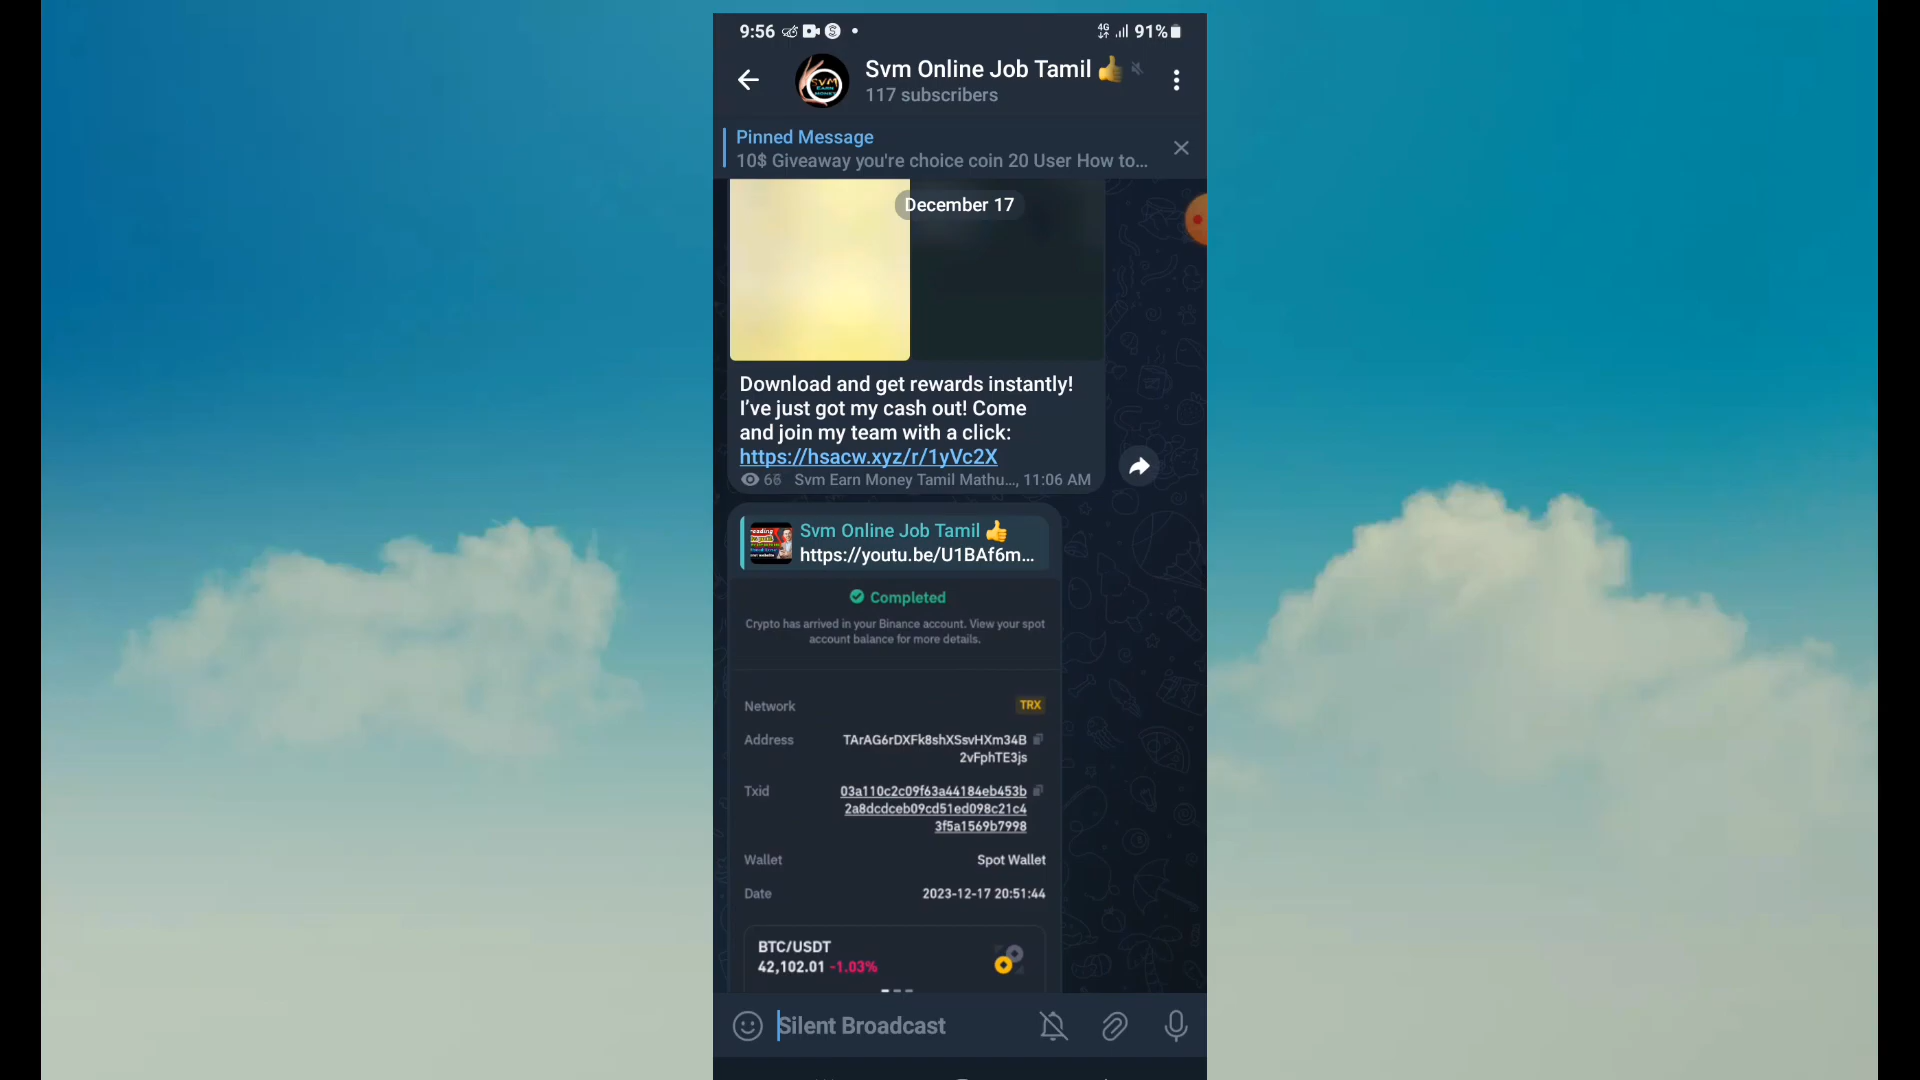 9:56
4G 91%
Svm Online Job Tamil 👍
117 subscribers
SVM
EARN
MONEY
Pinned Message
10$ Giveaway you're choice coin 20 User How to...
December 17
Download and get rewards instantly!
I've just got my cash out! Come
and join my team with a click:
https://hsacw.xyz/r/1yVc2X
Svm Earn Money Tamil Mathu..., 11:06 AM
Svm Online Job Tamil 👍
https://youtu.be/U1BAf6m...
Completed
Crypto has arrived in your Binance account. View your spot
account balance for more details.
Network TRX
Address TArAG6rDXFk8shXSsvHXm34B
2vFphTE3js
Txid 03a110c2c09f63a44184eb453b
2a8dcdceb09cd51ed098c21c4
3f5a1569b7998
Wallet Spot Wallet
Date 2023-12-17 20:51:44
BTC/USDT
42,102.01 -1.03%
Silent Broadcast